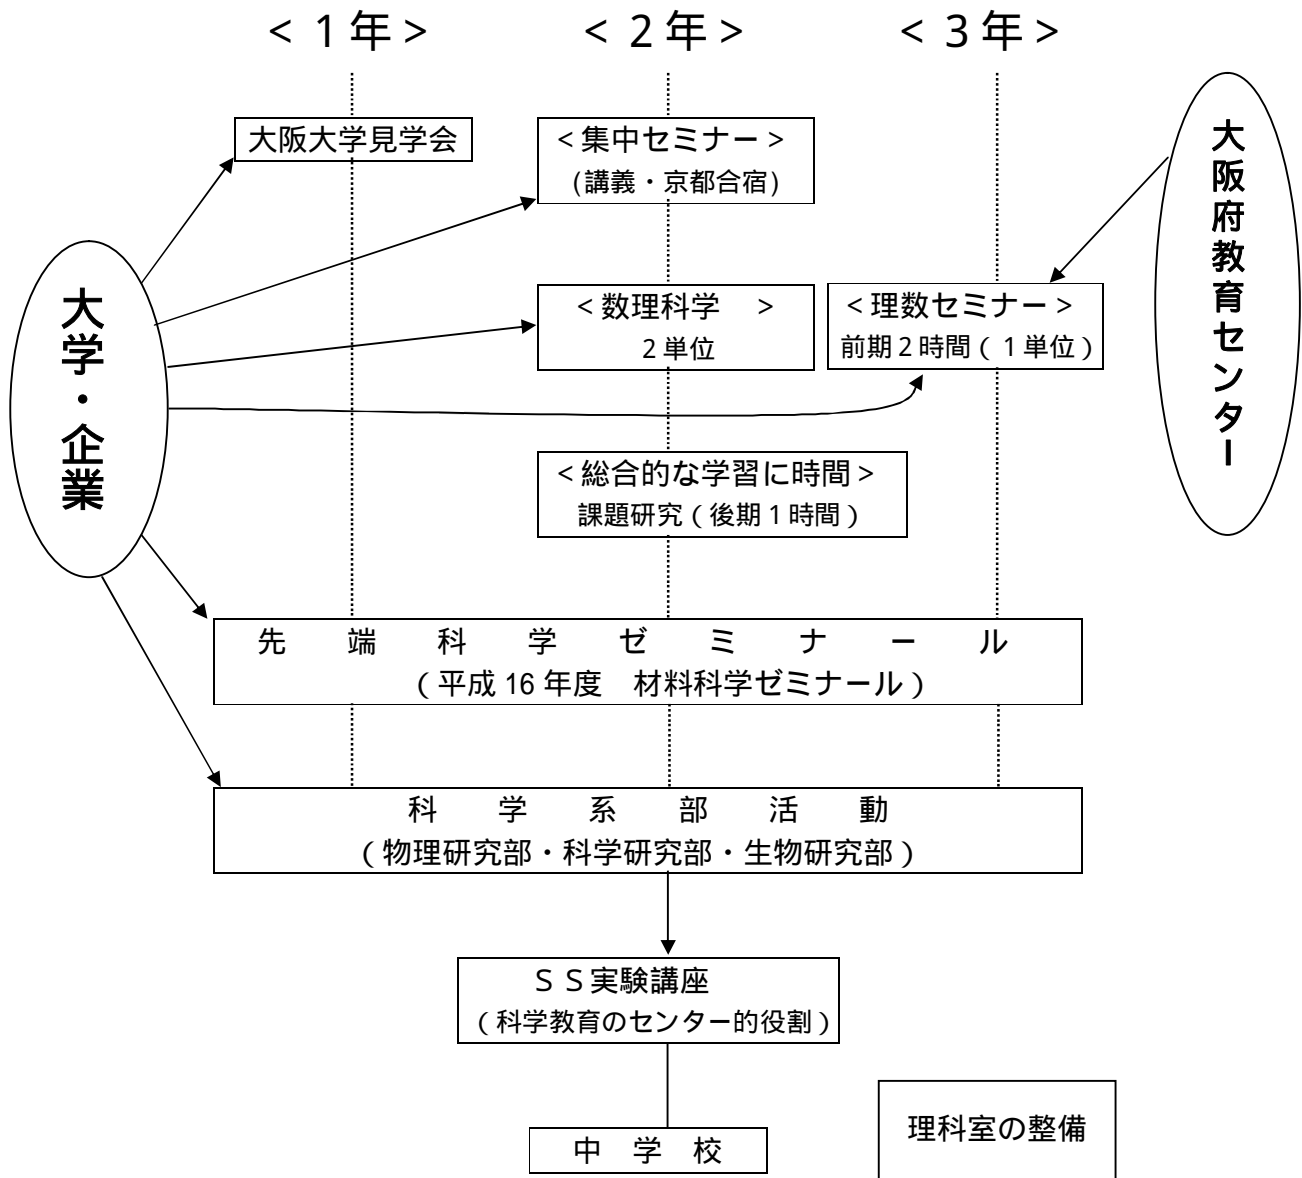 ＜ １年＞
＜ ２年＞
＜ ３年＞
大阪大学見学会
＜集中セミナー＞
（講義・京都合宿）
大阪府教育センター
大学・企業
＜数理科学　＞
２単位
＜理数セミナー＞
前期２時間（１単位）
＜総合的な学習に時間＞
課題研究（後期１時間）
先　端　科　学　ゼ　ミ　ナ　ー　ル
（平成 16 年度　材料科学ゼミナール）
科　学　系　部　活　動
（物理研究部・科学研究部・生物研究部）
ＳＳ実験講座
（科学教育のセンター的役割）
中　学　校
理科室の整備